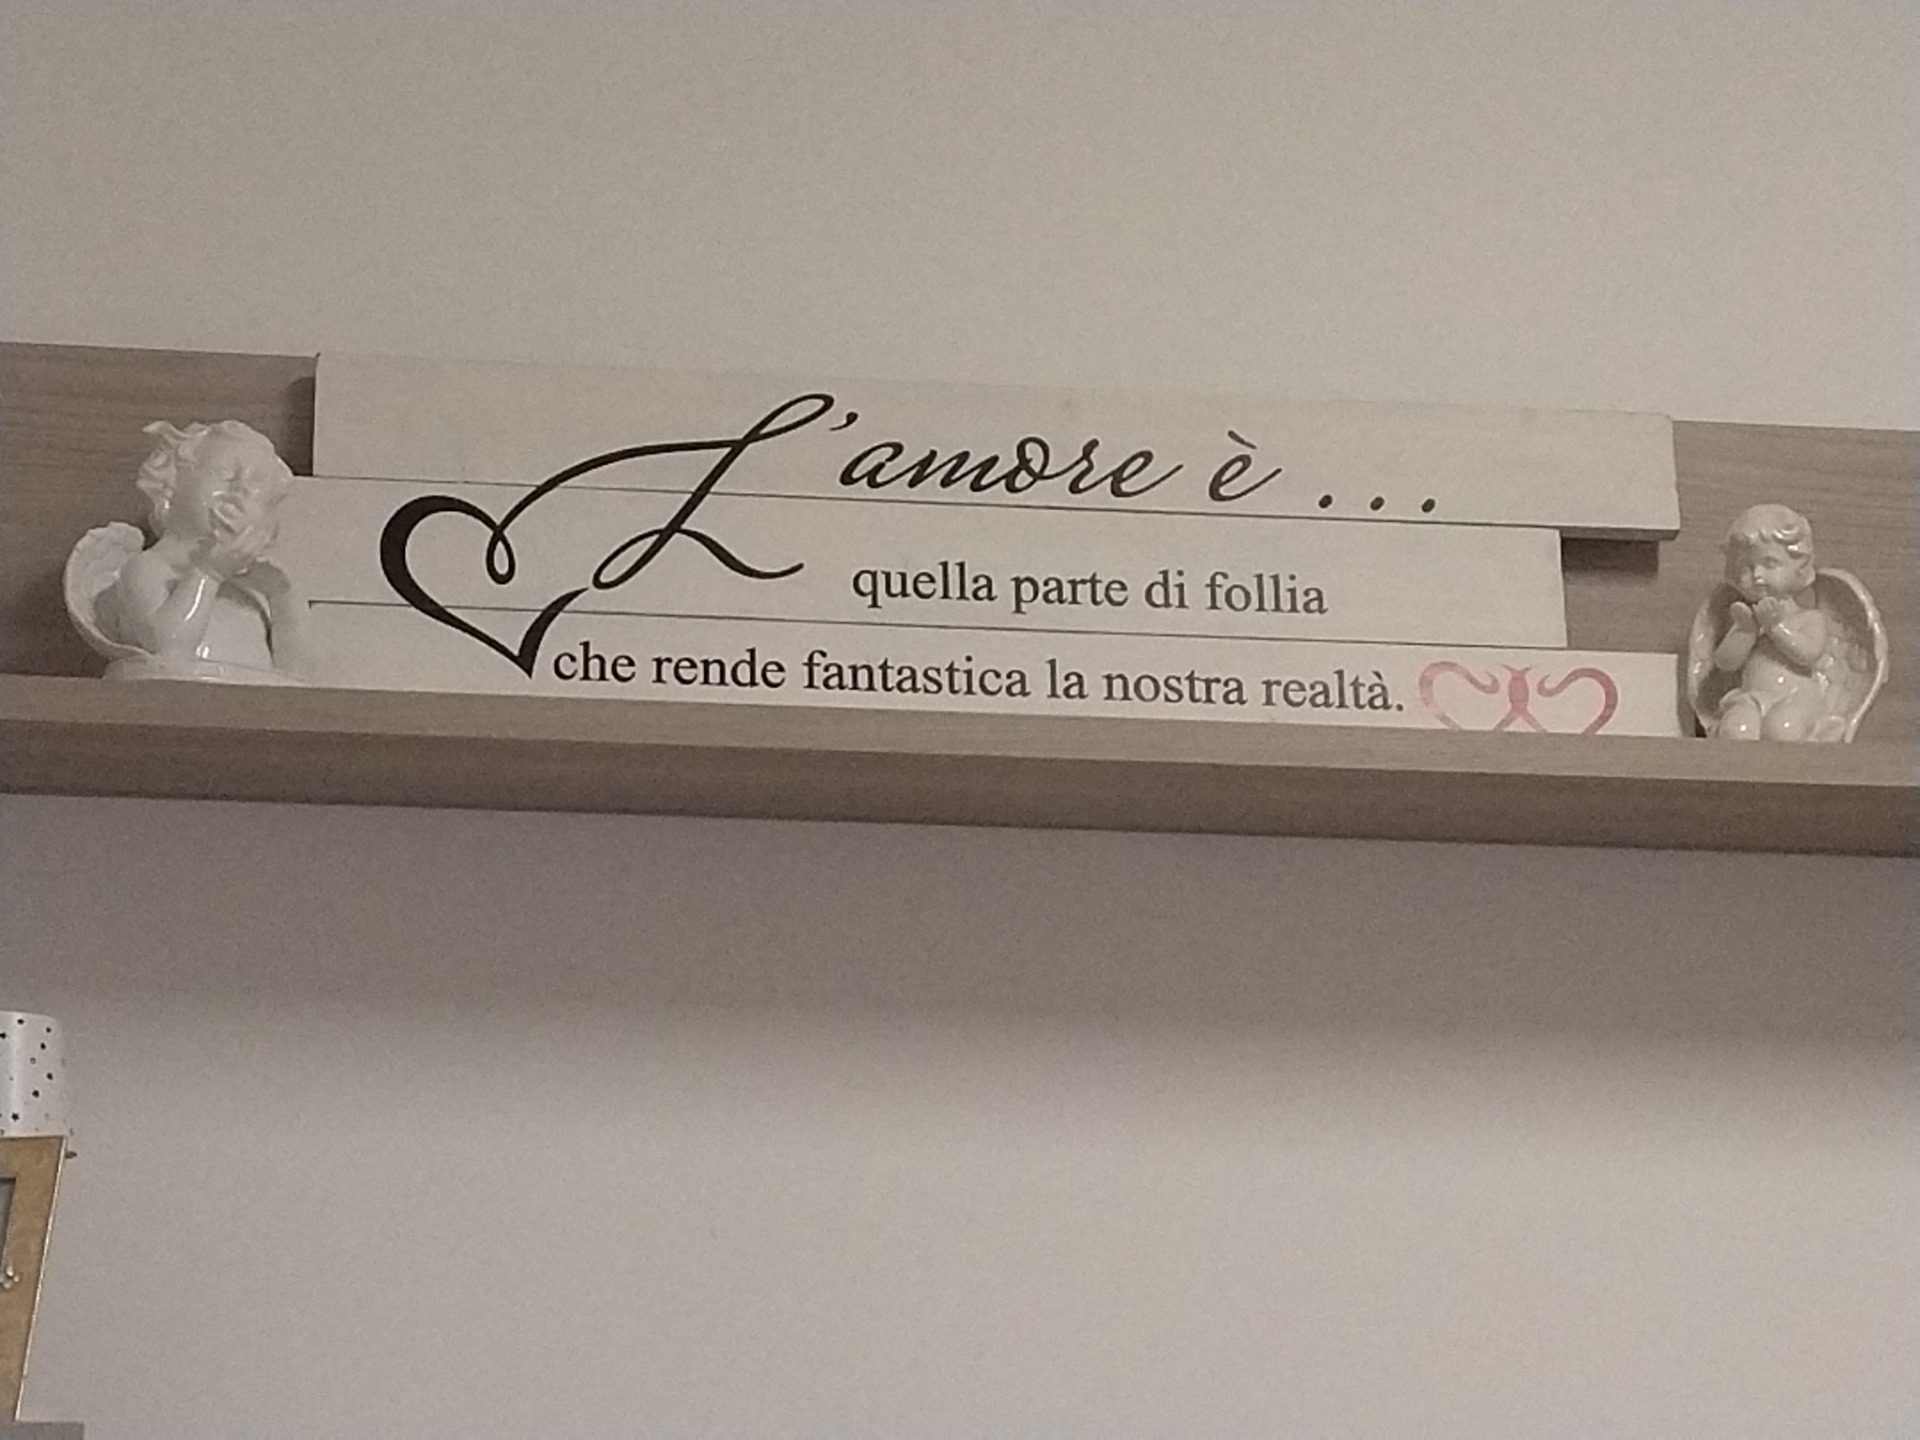 L'amore è ...
quella parte di follia
che rende fantastica la nostra realtà.